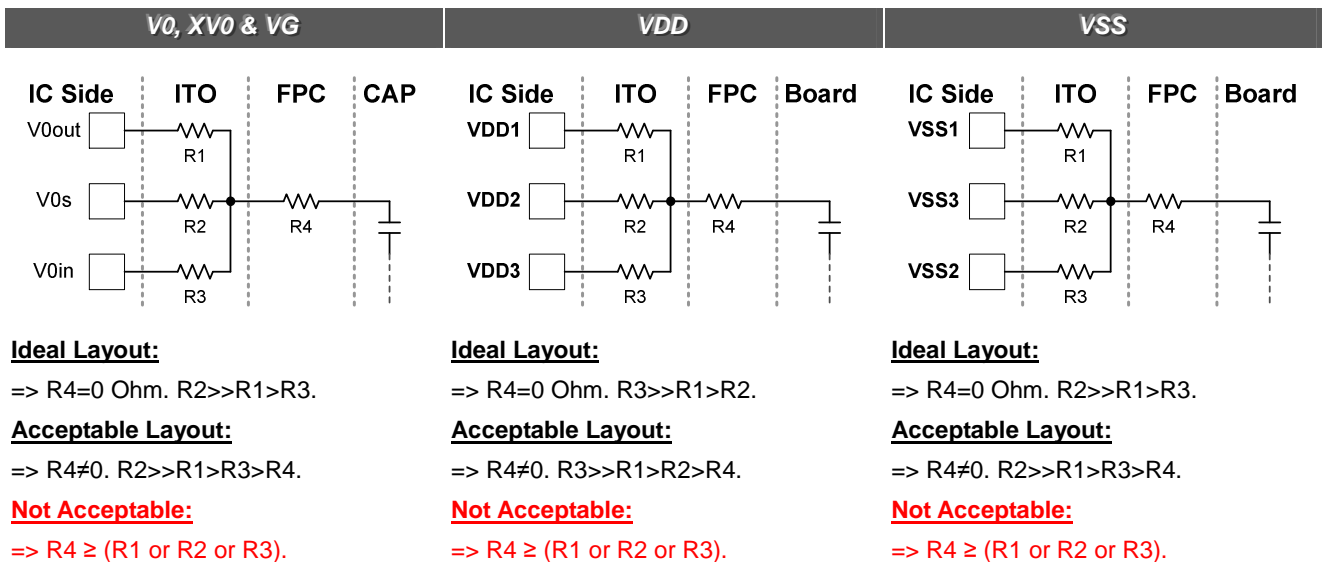 V0, XV0 & VG
IC Side ITO FPC CAP
V0out
R1
V0s
R2 R4
V0in
R3
Ideal Layout:
=> R4=0 Ohm. R2>>R1>R3.
Acceptable Layout:
=> R4≠0. R2>>R1>R3>R4.
Not Acceptable:
=> R4 ≥ (R1 or R2 or R3).
VDD
IC Side ITO FPC Board
VDD1
R1
VDD2
R2 R4
VDD3
R3
Ideal Layout:
=> R4=0 Ohm. R3>>R1>R2.
Acceptable Layout:
=> R4≠0. R3>>R1>R2>R4.
Not Acceptable:
=> R4 ≥ (R1 or R2 or R3).
VSS
IC Side ITO FPC Board
VSS1
R1
VSS3
R2 R4
VSS2
R3
Ideal Layout:
=> R4=0 Ohm. R2>>R1>R3.
Acceptable Layout:
=> R4≠0. R2>>R1>R3>R4.
Not Acceptable:
=> R4 ≥ (R1 or R2 or R3).